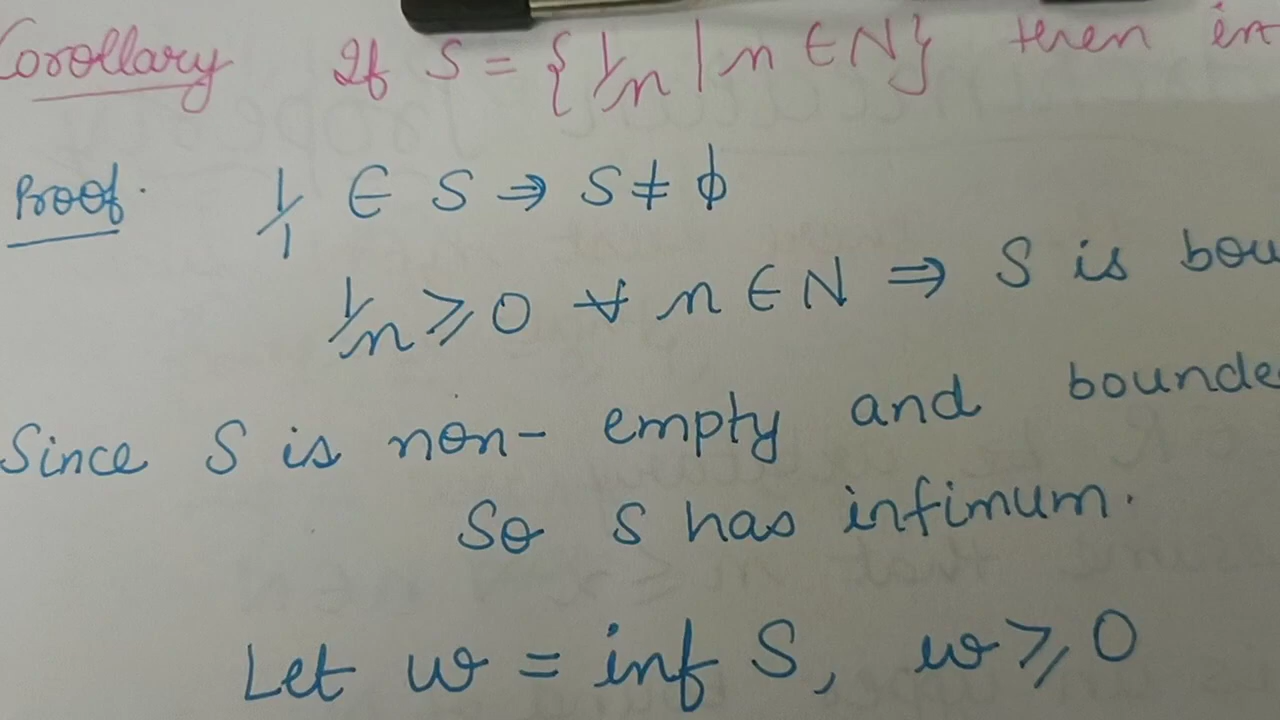 Corollary If S = {1/n | n ∈ N} then in
Proof. 1/1 ∈ S ⇒ S ≠ ϕ
1/n ⩾ 0 ∀ n ∈ N ⇒ S is bou
Since S is non- empty and bounde
So S has infimum.
Let w = inf S, w ⩾ 0